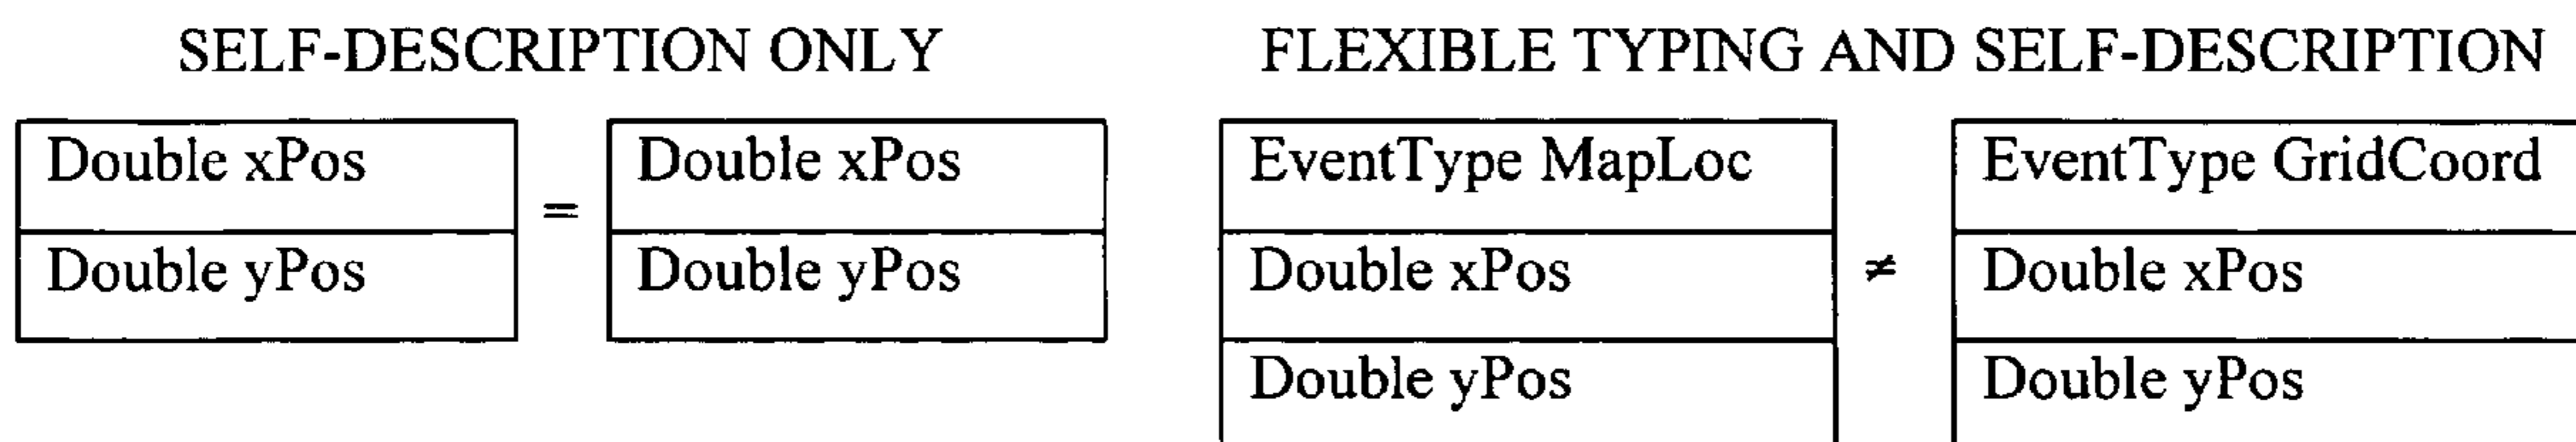 SELF-DESCRIPTION ONLY
Double xPos
Double yPos
=
Double xPos
Double yPos
FLEXIBLE TYPING AND SELF-DESCRIPTION
EventType MapLoc
Double xPos
Double yPos
≠
EventType GridCoord
Double xPos
Double yPos